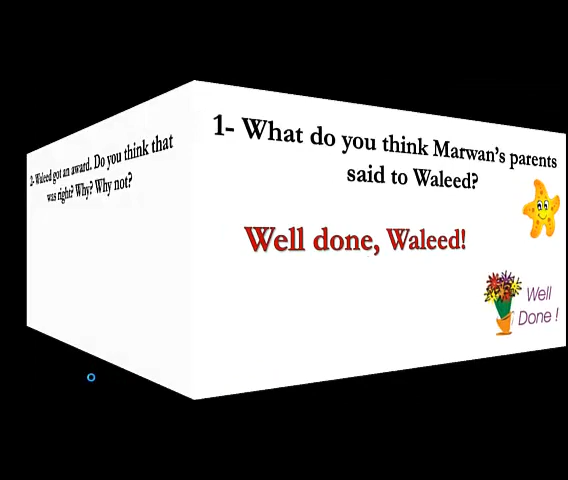 1- What do you think Marwan's parents
said to Waleed?
Well done, Waleed!
Well
Done !
2- Waleed got an award. Do you think that
was right? Why? Why not?